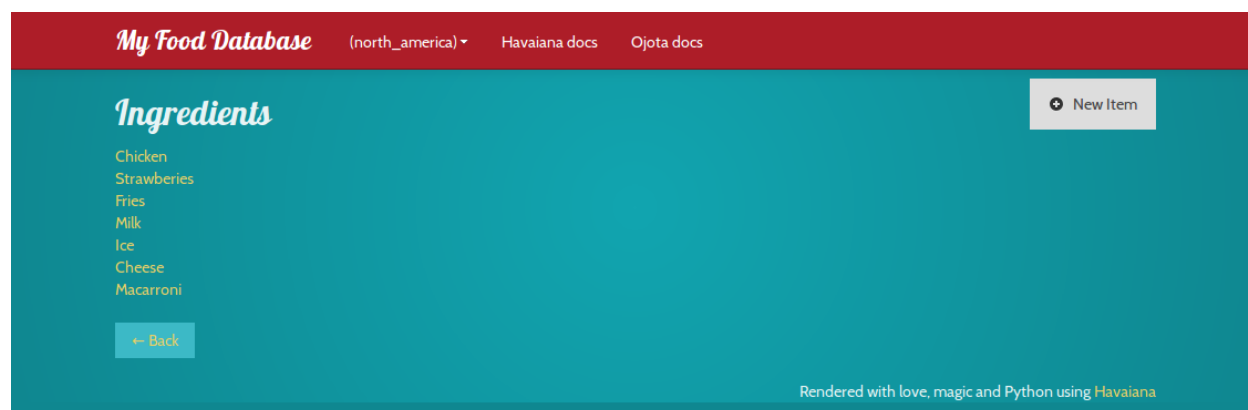 My Food Database (north_america) Havaiana docs Ojota docs
Ingredients
New Item
Chicken
Strawberies
Fries
Milk
Ice
Cheese
Macarroni
← Back
Rendered with love, magic and Python using Havaiana